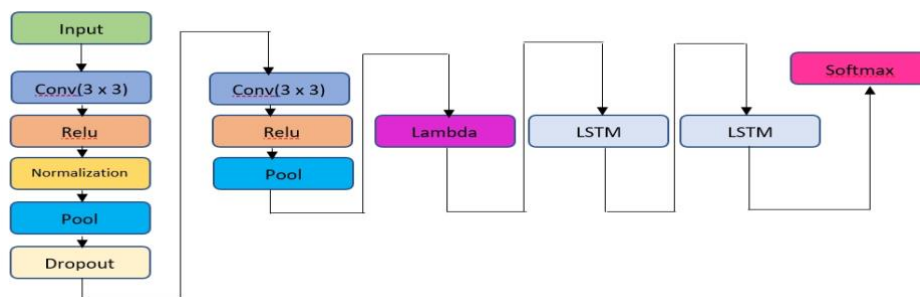 Input
Conv(3 x 3)
Relu
Normalization
Pool
Dropout
Conv(3 x 3)
Relu
Pool
Lambda
LSTM
LSTM
Softmax